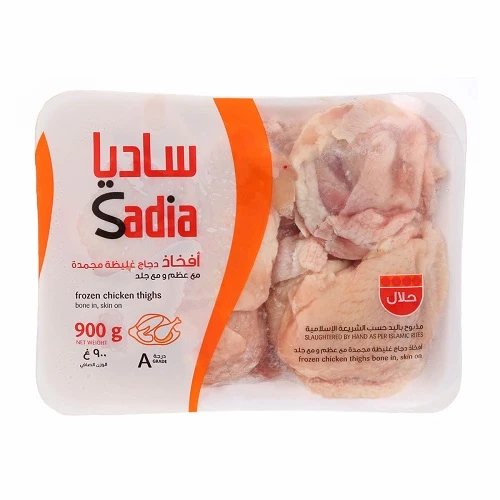 ساديا
Sadia
أفخاذ دجاج غليظة مجمدة
مع عظم و مع جلد
frozen chicken thighs
bone in, skin on
900 g
NET WEIGHT
٩٠٠ غ
الوزن الصافي
درجة
A GRADE
حلال
مذبوح باليد حسب الشريعة الإسلامية
SLAUGHTERED BY HAND AS PER ISLAMIC RITES
أفخاذ دجاج غليظة مجمدة مع عظم و مع جلد
frozen chicken thighs bone in, skin on